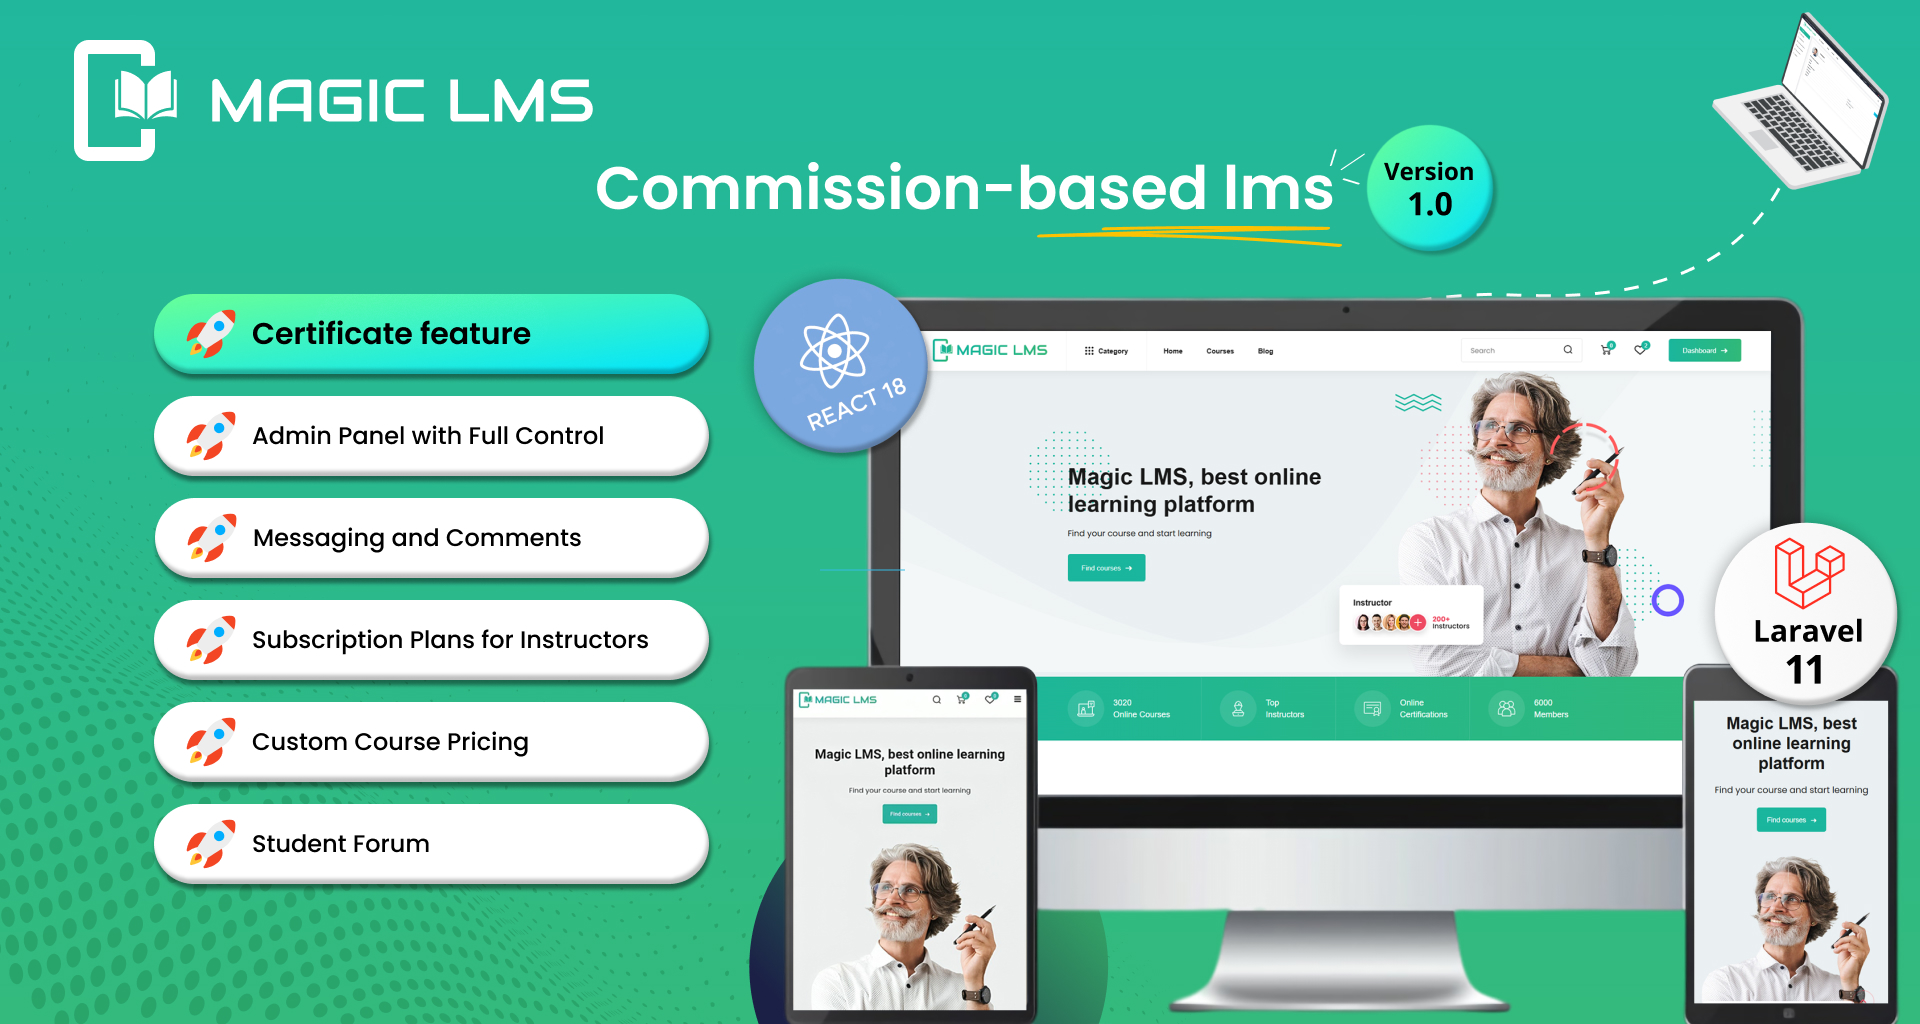 MAGIC LMS
Commission-based lms
Version
1.0
Certificate feature
Admin Panel with Full Control
Messaging and Comments
Subscription Plans for Instructors
Custom Course Pricing
Student Forum
REACT 18
MAGIC LMS
Category
Home
Courses
Blog
Search
Dashboard
Magic LMS, best online
learning platform
Find your course and start learning
Find courses
Instructor
200+
Instructors
3020
Online Courses
Top
Instructors
Online
Certifications
6000
Members
Laravel
11
MAGIC LMS
Magic LMS, best online learning
platform
Find your course and start learning
Find courses
Magic LMS, best
online learning
platform
Find your course and start learning
Find courses